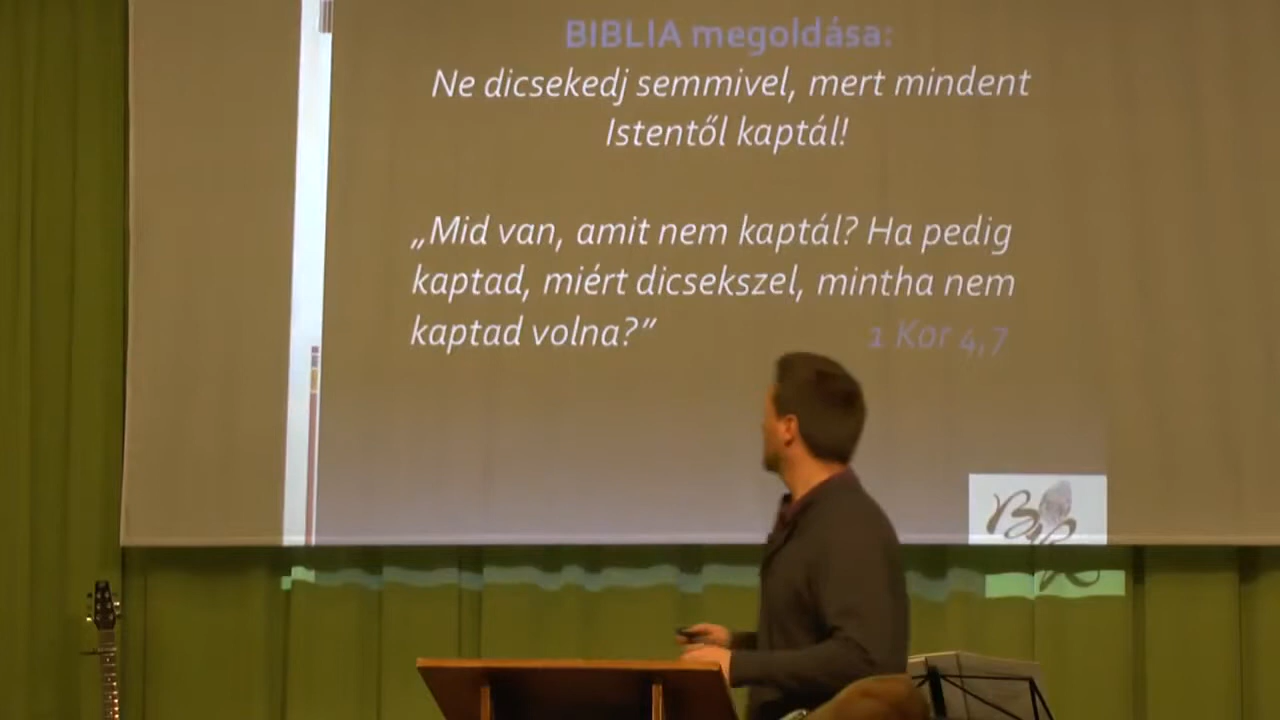 BIBLIA megoldása:
Ne dicsekedj semmivel, mert mindent
Istentől kaptál!
„Mid van, amit nem kaptál? Ha pedig
kaptad, miért dicsekszel, mintha nem
kaptad volna?” 1 Kor 4,7